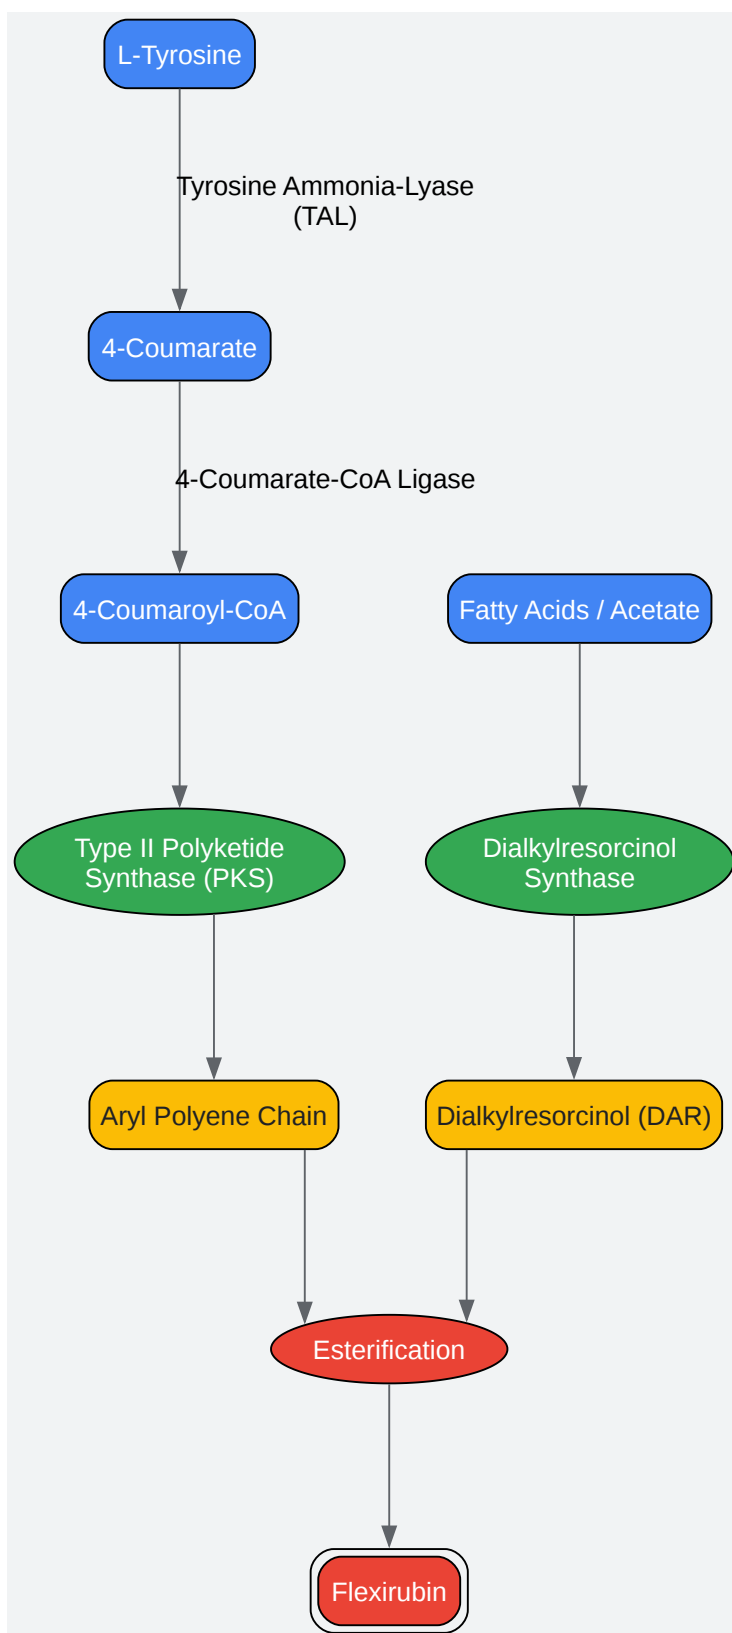 L-Tyrosine
Tyrosine Ammonia-Lyase
(TAL)
4-Coumarate
4-Coumarate-CoA Ligase
4-Coumaroyl-CoA
Fatty Acids / Acetate
Type II Polyketide
Synthase (PKS)
Dialkylresorcinol
Synthase
Aryl Polyene Chain
Dialkylresorcinol (DAR)
Esterification
Flexirubin